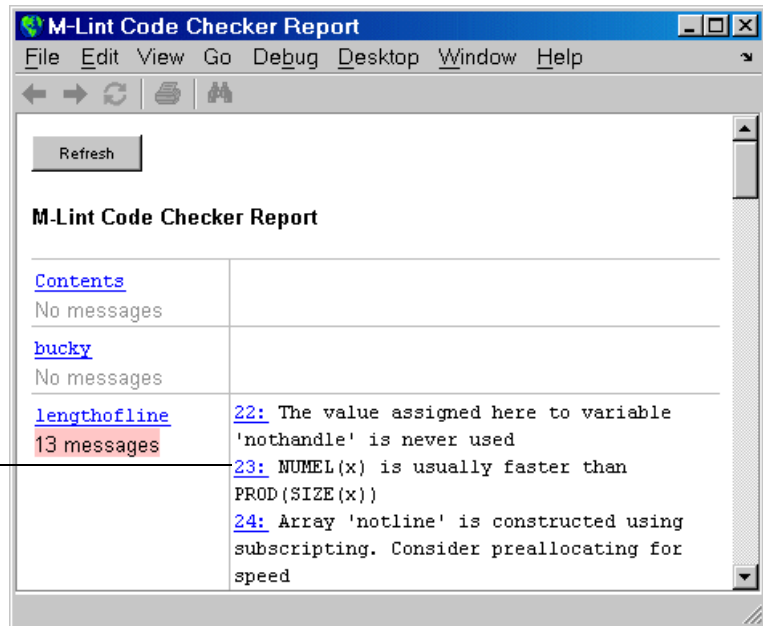 M-Lint Code Checker Report
File Edit View Go Debug Desktop Window Help
Refresh
M-Lint Code Checker Report
Contents
No messages
bucky
No messages
lengthofline
13 messages
22: The value assigned here to variable
'nothandle' is never used
23: NUMEL(x) is usually faster than
PROD(SIZE(x))
24: Array 'notline' is constructed using
subscripting. Consider preallocating for
speed